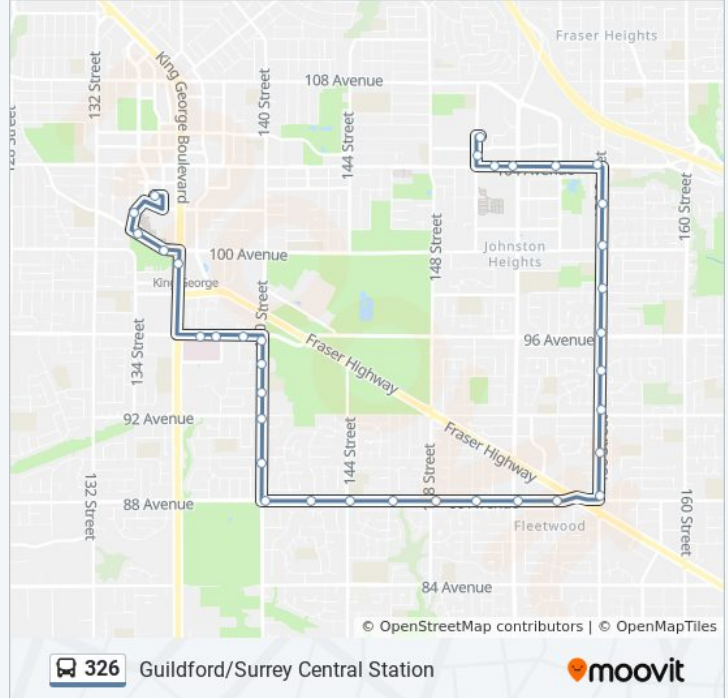 Fraser Heights
108 Avenue
132 Street
King George Boulevard
140 Street
144 Street
160 Street
148 Street
Johnston
Heights
100 Avenue
King George
134 Street
96 Avenue
Fraser Highway
92 Avenue
144 Street
Fraser Highway
132 Street
88 Avenue
160 Street
Fleetwood
84 Avenue
© OpenStreetMap contributors | © OpenMapTiles
326 Guildford/Surrey Central Station
moovit